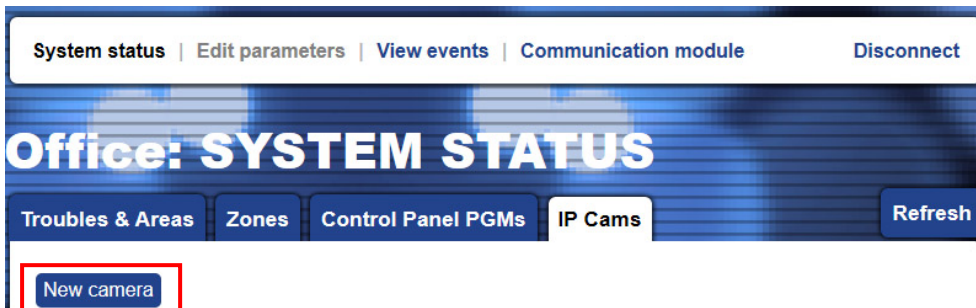 System status | Edit parameters | View events | Communication module Disconnect
Office: SYSTEM STATUS
Troubles & Areas Zones Control Panel PGMs IP Cams Refresh
New camera